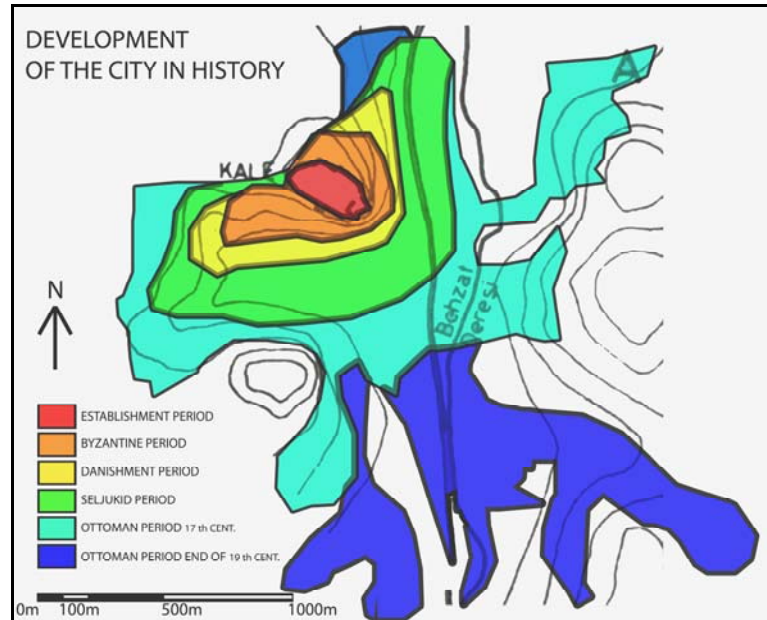 DEVELOPMENT
OF THE CITY IN HISTORY
A
KALE
Behzat
Deresi
N
ESTABLISHMENT PERIOD
BYZANTINE PERIOD
DANISHMENT PERIOD
SELJUKID PERIOD
OTTOMAN PERIOD 17 th CENT.
OTTOMAN PERIOD END OF 19 th CENT.
0m 100m 500m 1000m